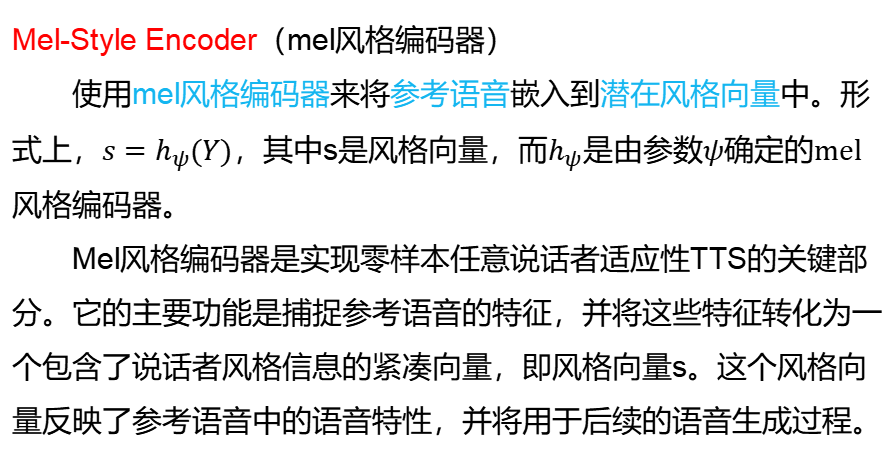 Mel-Style Encoder（mel风格编码器）
使用mel风格编码器来将参考语音嵌入到潜在风格向量中。形
式上，𝑠 = ℎ𝜓(𝑌)，其中s是风格向量，而ℎ𝜓是由参数𝜓确定的mel
风格编码器。
Mel风格编码器是实现零样本任意说话者适应性TTS的关键部
分。它的主要功能是捕捉参考语音的特征，并将这些特征转化为一
个包含了说话者风格信息的紧凑向量，即风格向量s。这个风格向
量反映了参考语音中的语音特性，并将用于后续的语音生成过程。